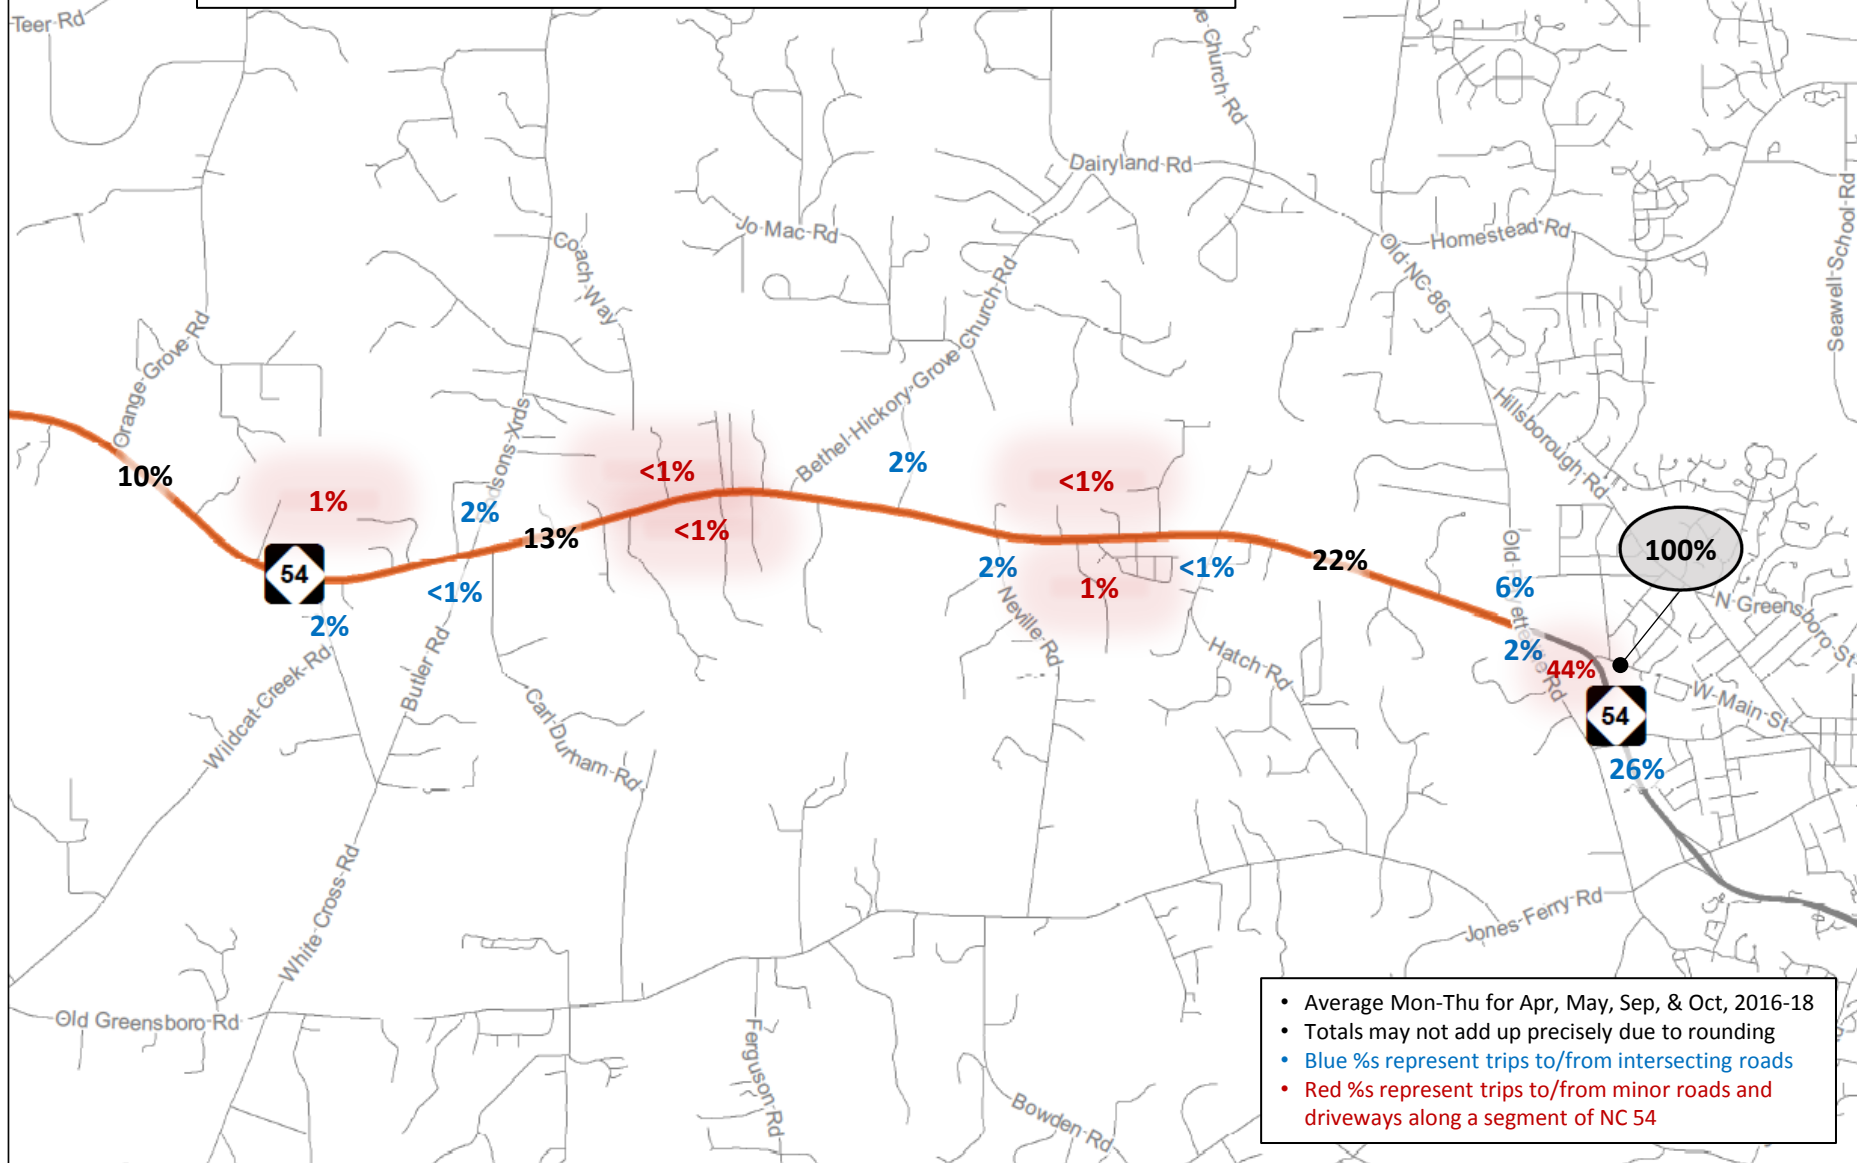 Teer Rd
e-Church-Rd
Dairyland Rd
Seawell-School-Rd
Jo-Mac-Rd
Homestead-Rd
Coach-Way
Old-NC-86
Bethel-Hickory-Grove-Church-Rd
Orange-Grove-Rd
Hillsborough-Rd
dsons-Xrds
10%
1%
2%
13%
<1%
<1%
2%
<1%
22%
100%
54
<1%
2%
2%
1%
<1%
6%
2%
44%
N Greensboro-St
Neville-Rd
Hatch-Rd
Wildcat-Creek-Rd
Butler Rd
Carl-Durham-Rd
54
W-Main-St
26%
White-Cross-Rd
Jones-Ferry-Rd
Old Greensboro-Rd
Ferguson-Rd
Bowden-Rd
• Average Mon-Thu for Apr, May, Sep, & Oct, 2016-18
• Totals may not add up precisely due to rounding
• Blue %s represent trips to/from intersecting roads
• Red %s represent trips to/from minor roads and
driveways along a segment of NC 54